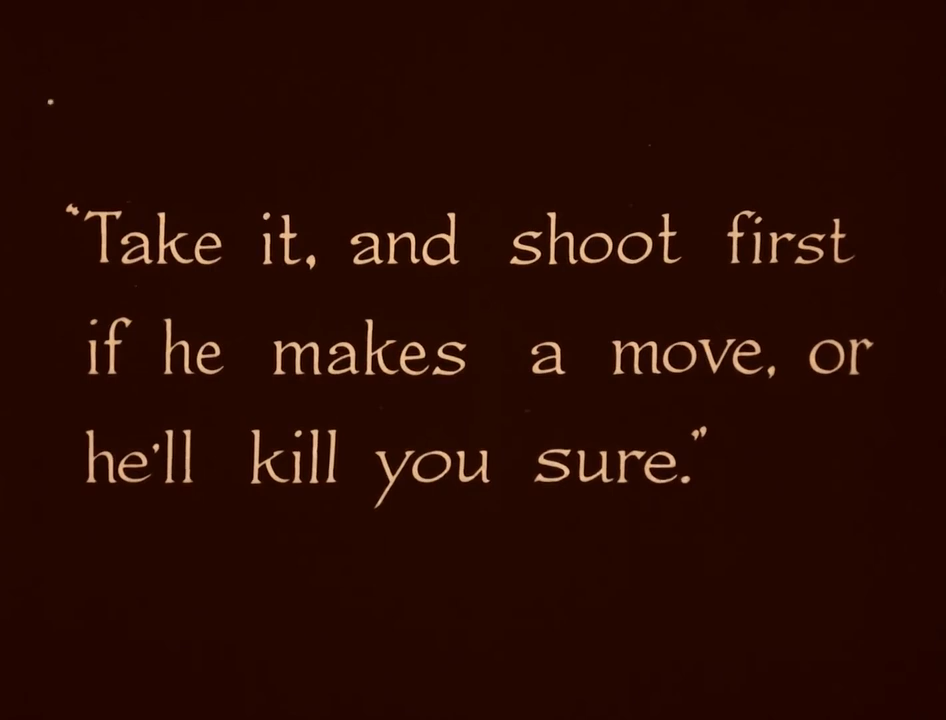 “Take it, and shoot first
if he makes a move, or
he'll kill you sure.”